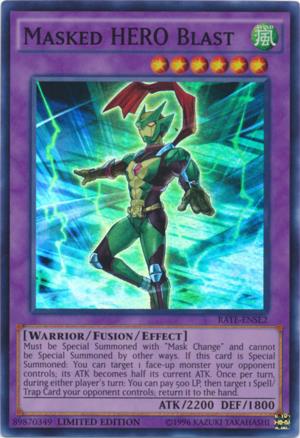 MASKED HERO BLAST
WIND
風
RATE-ENSE2
[WARRIOR/FUSION/EFFECT]
Must be Special Summoned with "Mask Change" and cannot
be Special Summoned by other ways. If this card is Special
Summoned: You can target 1 face-up monster your opponent
controls; its ATK becomes half its current ATK. Once per turn,
during either player's turn: You can pay 500 LP, then target 1 Spell/
Trap Card your opponent controls; return it to the hand.
ATK/2200 DEF/1800
89870349 LIMITED EDITION ©1996 KAZUKI TAKAHASHI